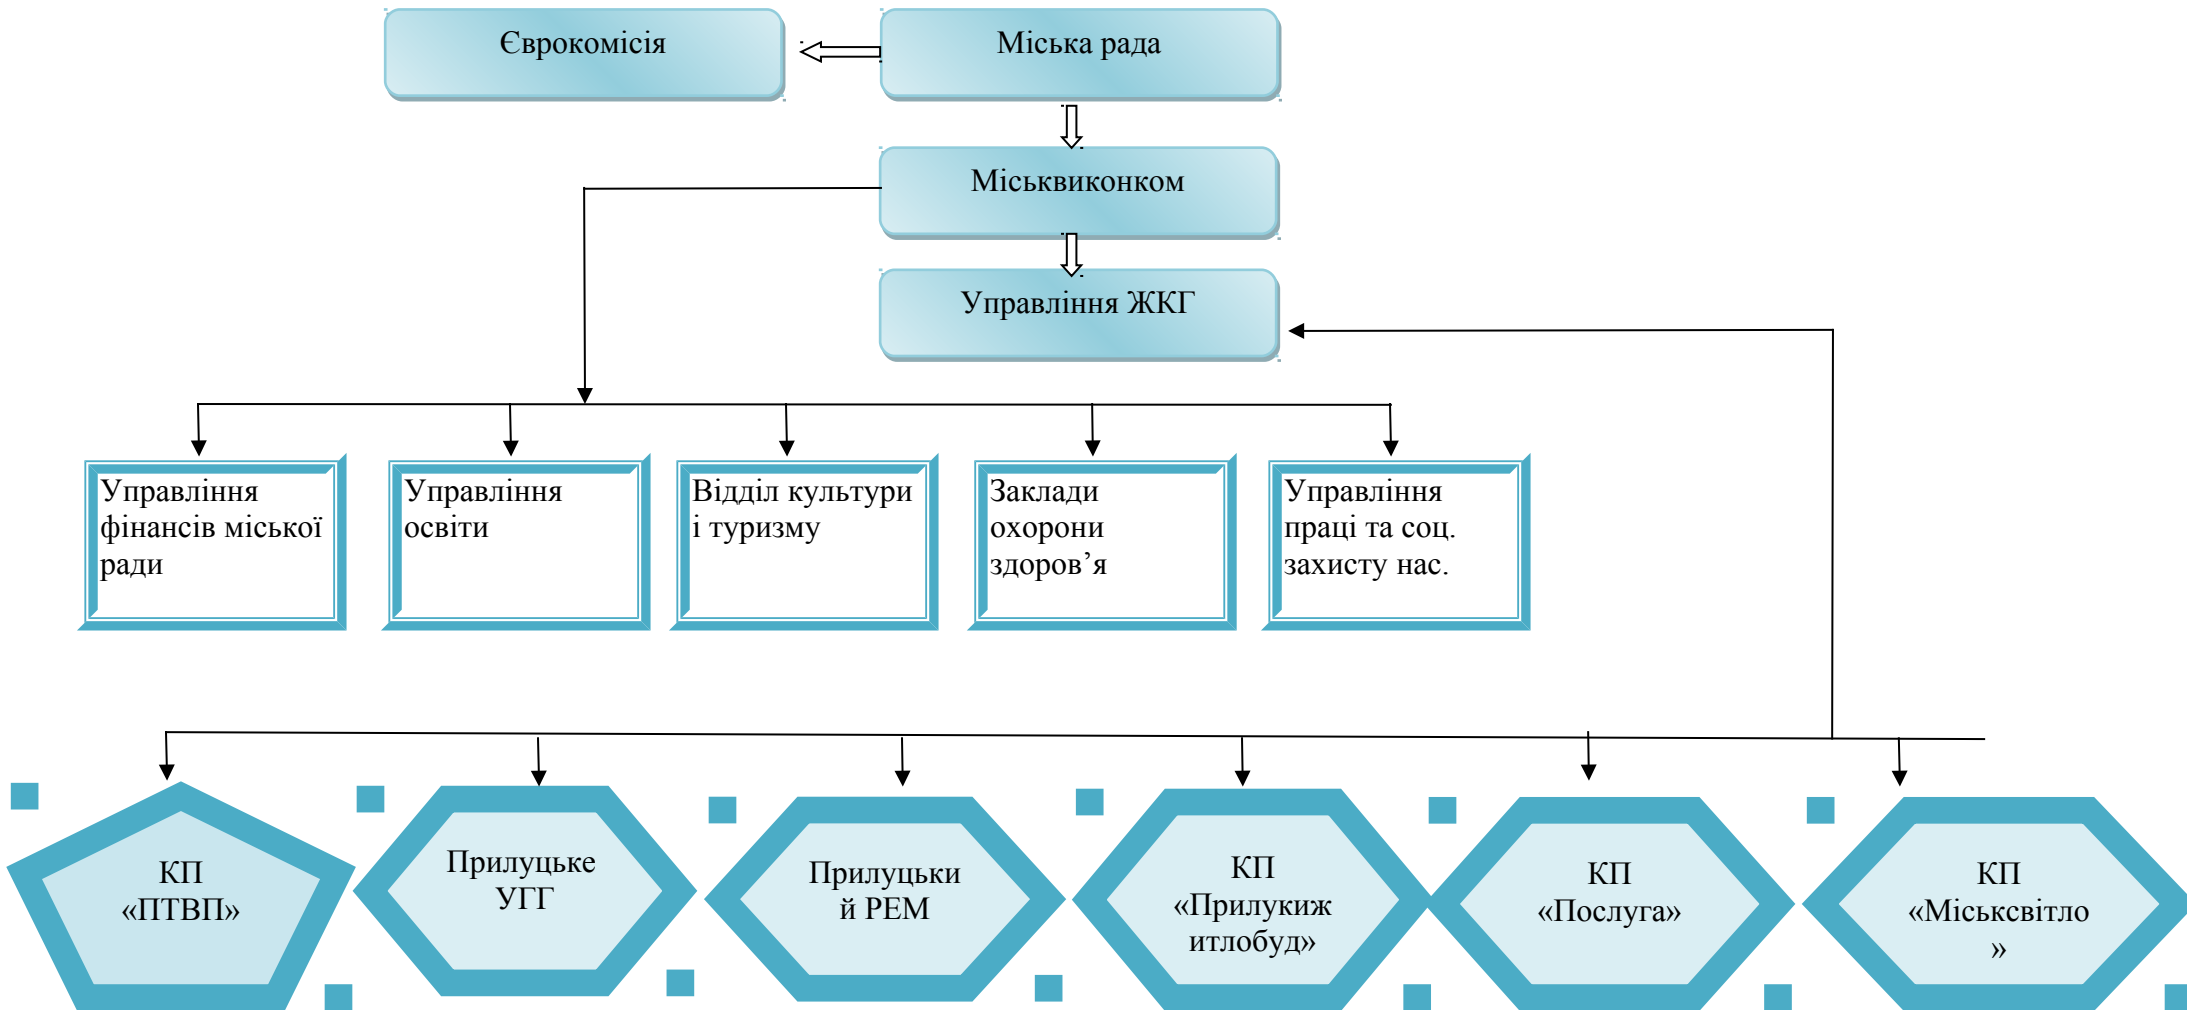 Єврокомісія
Міська рада
Міськвиконком
Управління ЖКГ
Управління
фінансів міської
ради
Управління
освіти
Відділ культури
і туризму
Заклади
охорони
здоров’я
Управління
праці та соц.
захисту нас.
КП
«ПТВП»
Прилуцьке
УГГ
Прилуцьки
й РЕМ
КП
«Прилукиж
итлобуд»
КП
«Послуга»
КП
«Міськсвітло
»